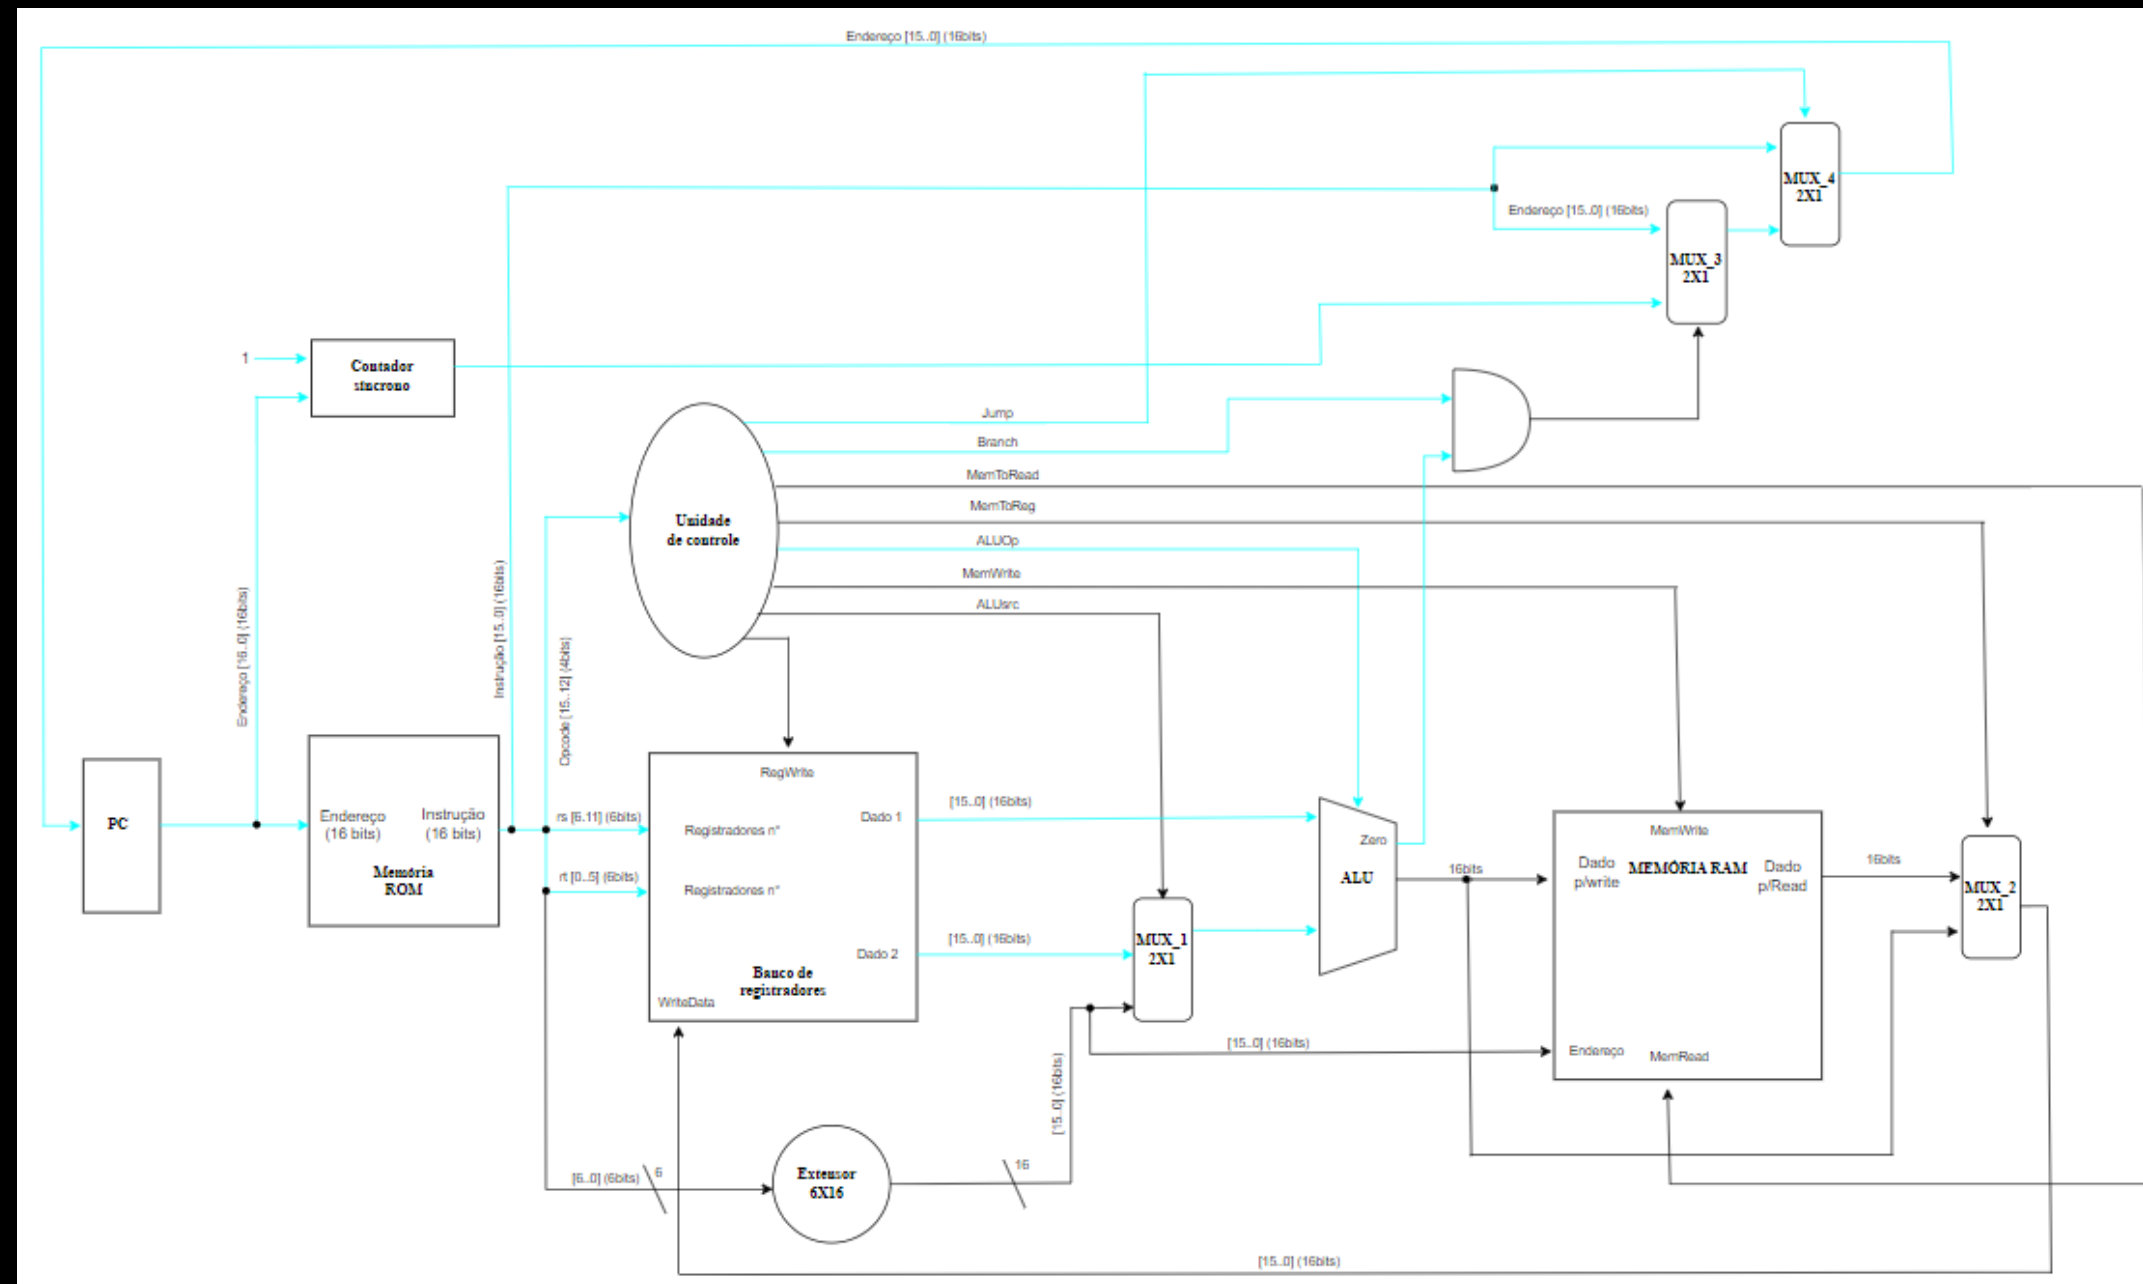 Endereço [15..0] (16bits)
MUX_4
2X1
Endereço [15..0] (16bits)
MUX_3
2X1
1
Contador
síncrono
Jump
Branch
MemToRead
MemToReg
ALUOp
MemWrite
ALUsrc
Unidade
de controle
Endereço [16..0] (16bits)
Instrução [15..0] (16bits)
Opcode [15..12] (4bits)
PC
Endereço
(16 bits)
Instrução
(16 bits)
Memória
ROM
rs [6.11] (6bits)
rt [0..5] (6bits)
RegWrite
Registradores n°
Registradores n°
Dado 1
Dado 2
Banco de
registradores
WriteData
[15..0] (16bits)
[15..0] (16bits)
MUX_1
2X1
Zero
ALU
16bits
MemWrite
Dado
p/write
MEMÓRIA RAM
Dado
p/Read
Endereço
MemRead
16bits
MUX_2
2X1
[15..0] (16bits)
[15..0] (16bits)
[6..0] (6bits)
6
Extensor
6X16
16
[15..0] (16bits)